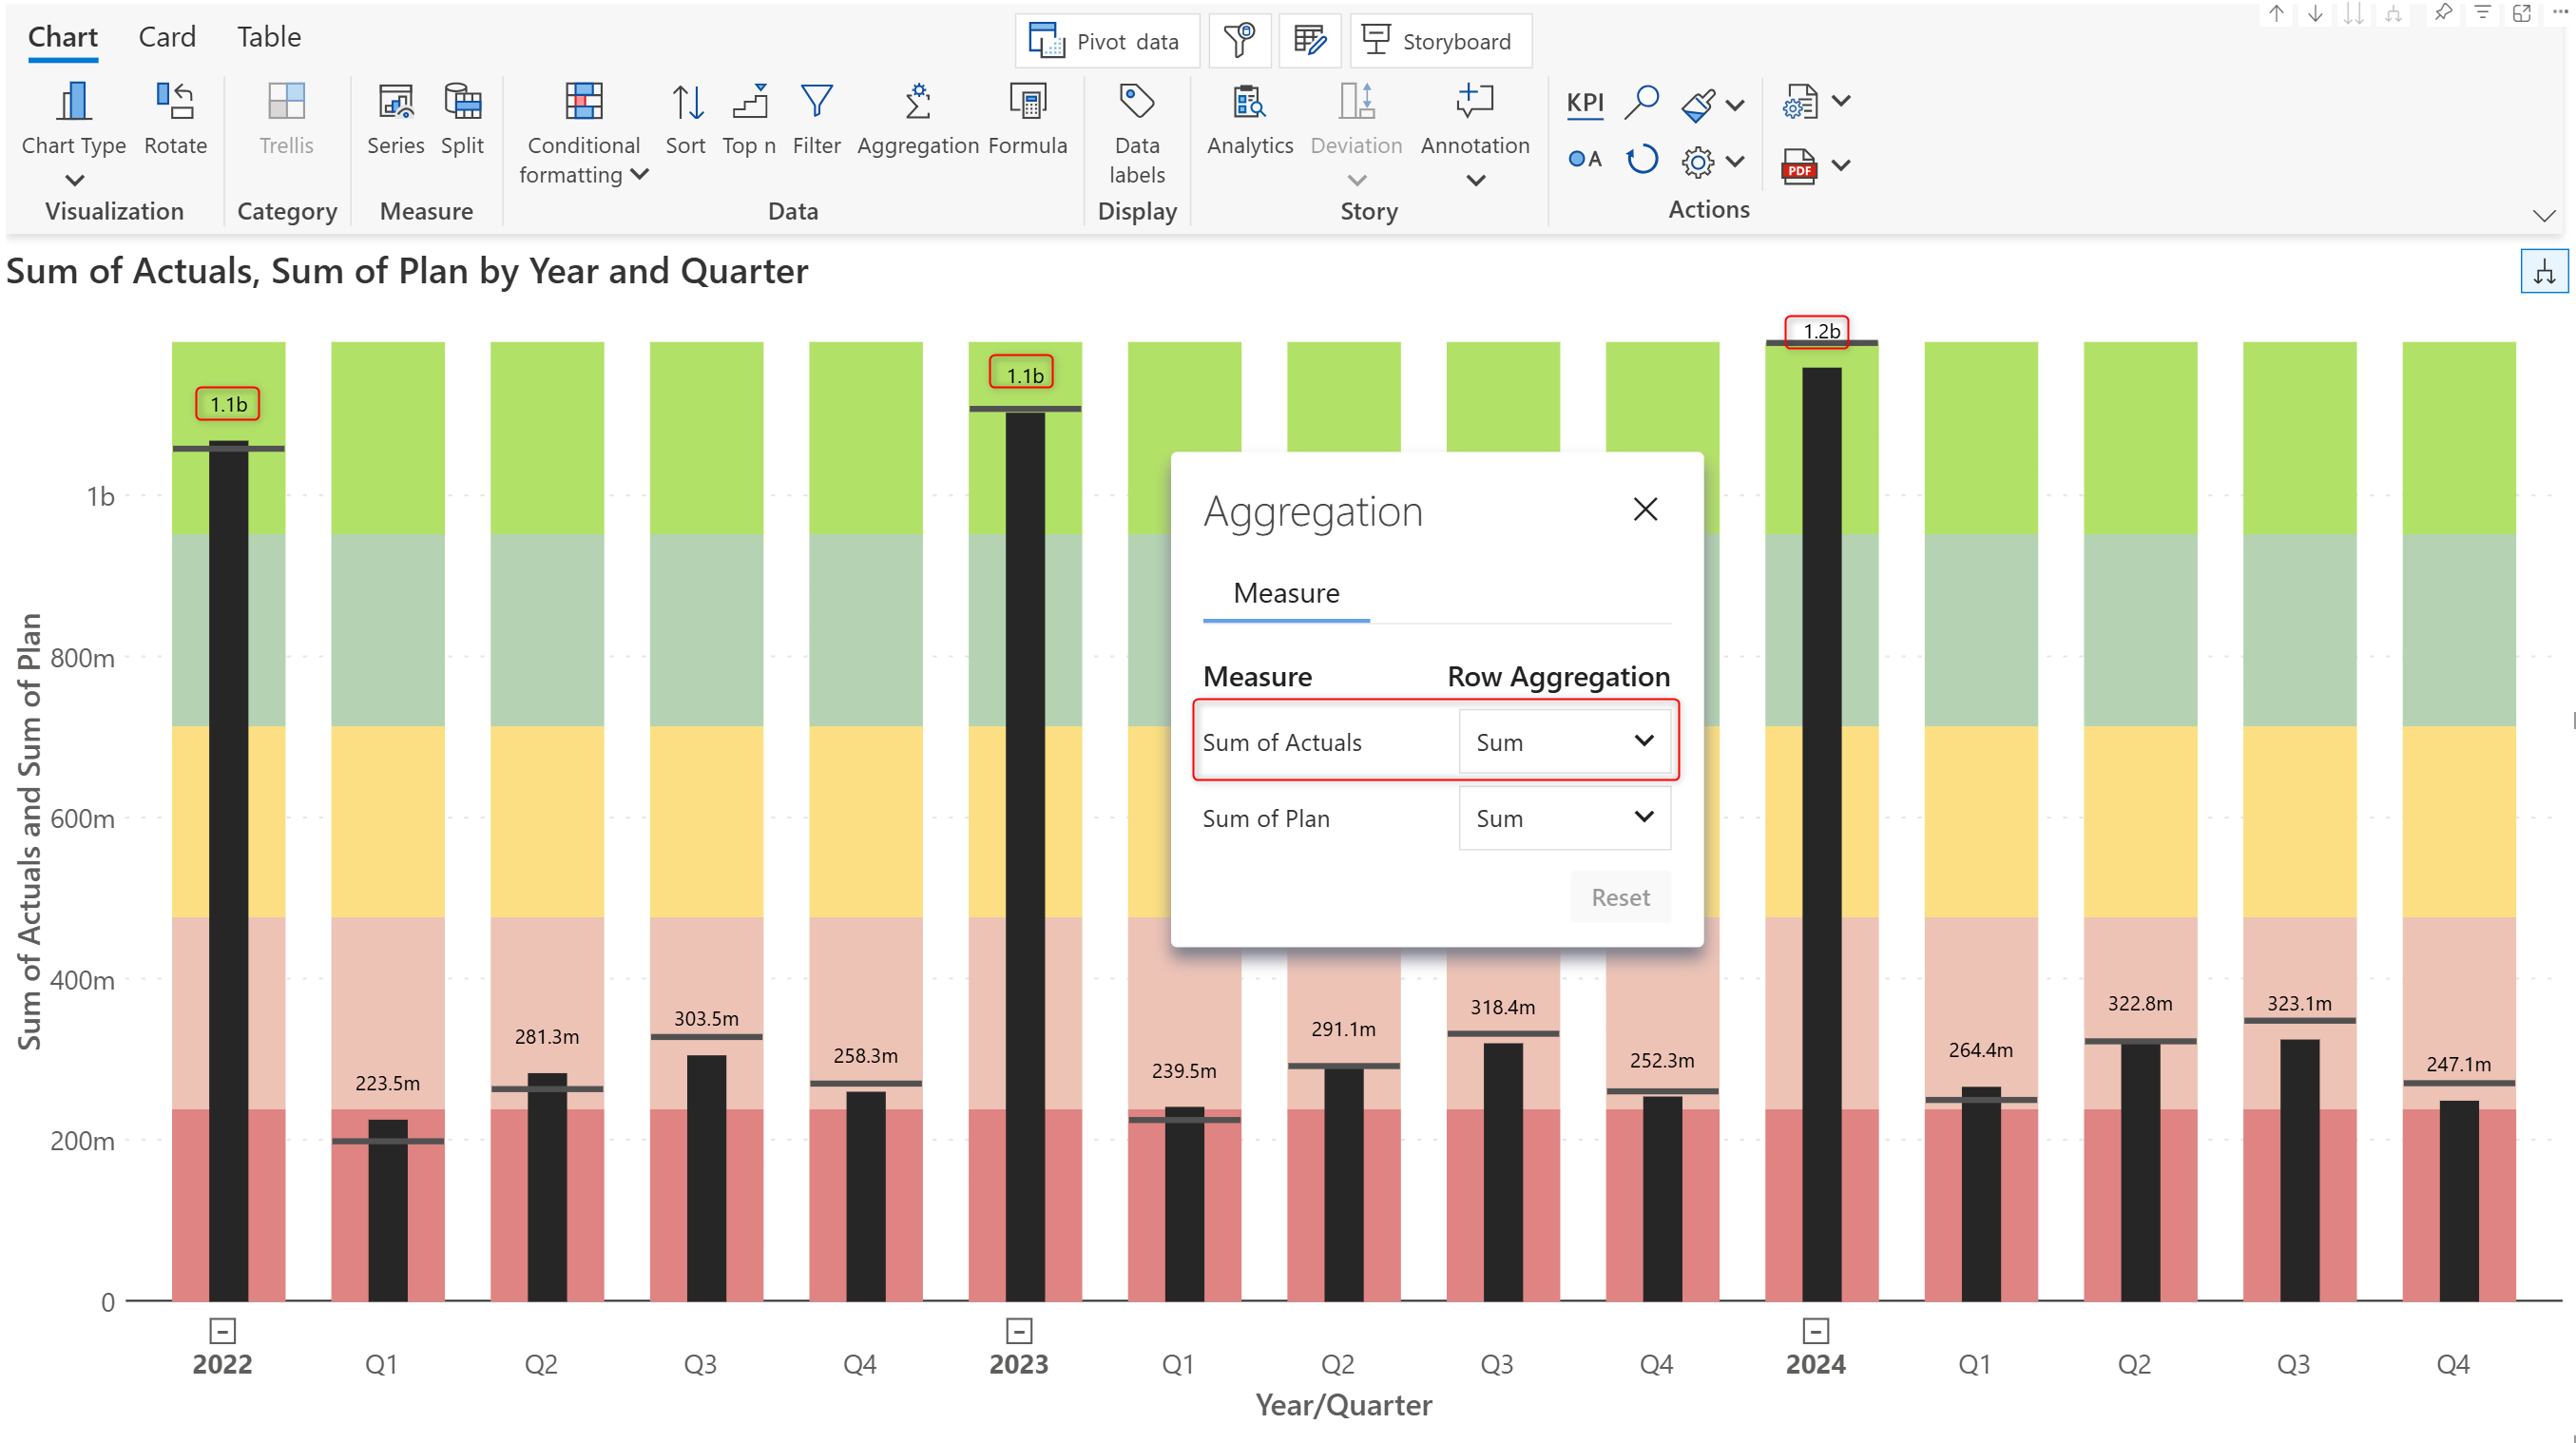 Chart Card Table
Pivot data Storyboard
Chart Type Rotate Trellis Series Split Conditional formatting Sort Top n Filter Aggregation Formula Data labels Analytics Deviation Annotation KPI A PDF
Visualization Category Measure Data Display Story Actions
Sum of Actuals, Sum of Plan by Year and Quarter
1.1b 1.1b 1.2b
Aggregation
Measure
Measure Row Aggregation
Sum of Actuals Sum
Sum of Plan Sum
Reset
Sum of Actuals and Sum of Plan
1b
800m
600m
400m
200m
0
223.5m 281.3m 303.5m 258.3m 239.5m 291.1m 318.4m 252.3m 264.4m 322.8m 323.1m 247.1m
2022 Q1 Q2 Q3 Q4 2023 Q1 Q2 Q3 Q4 2024 Q1 Q2 Q3 Q4
Year/Quarter